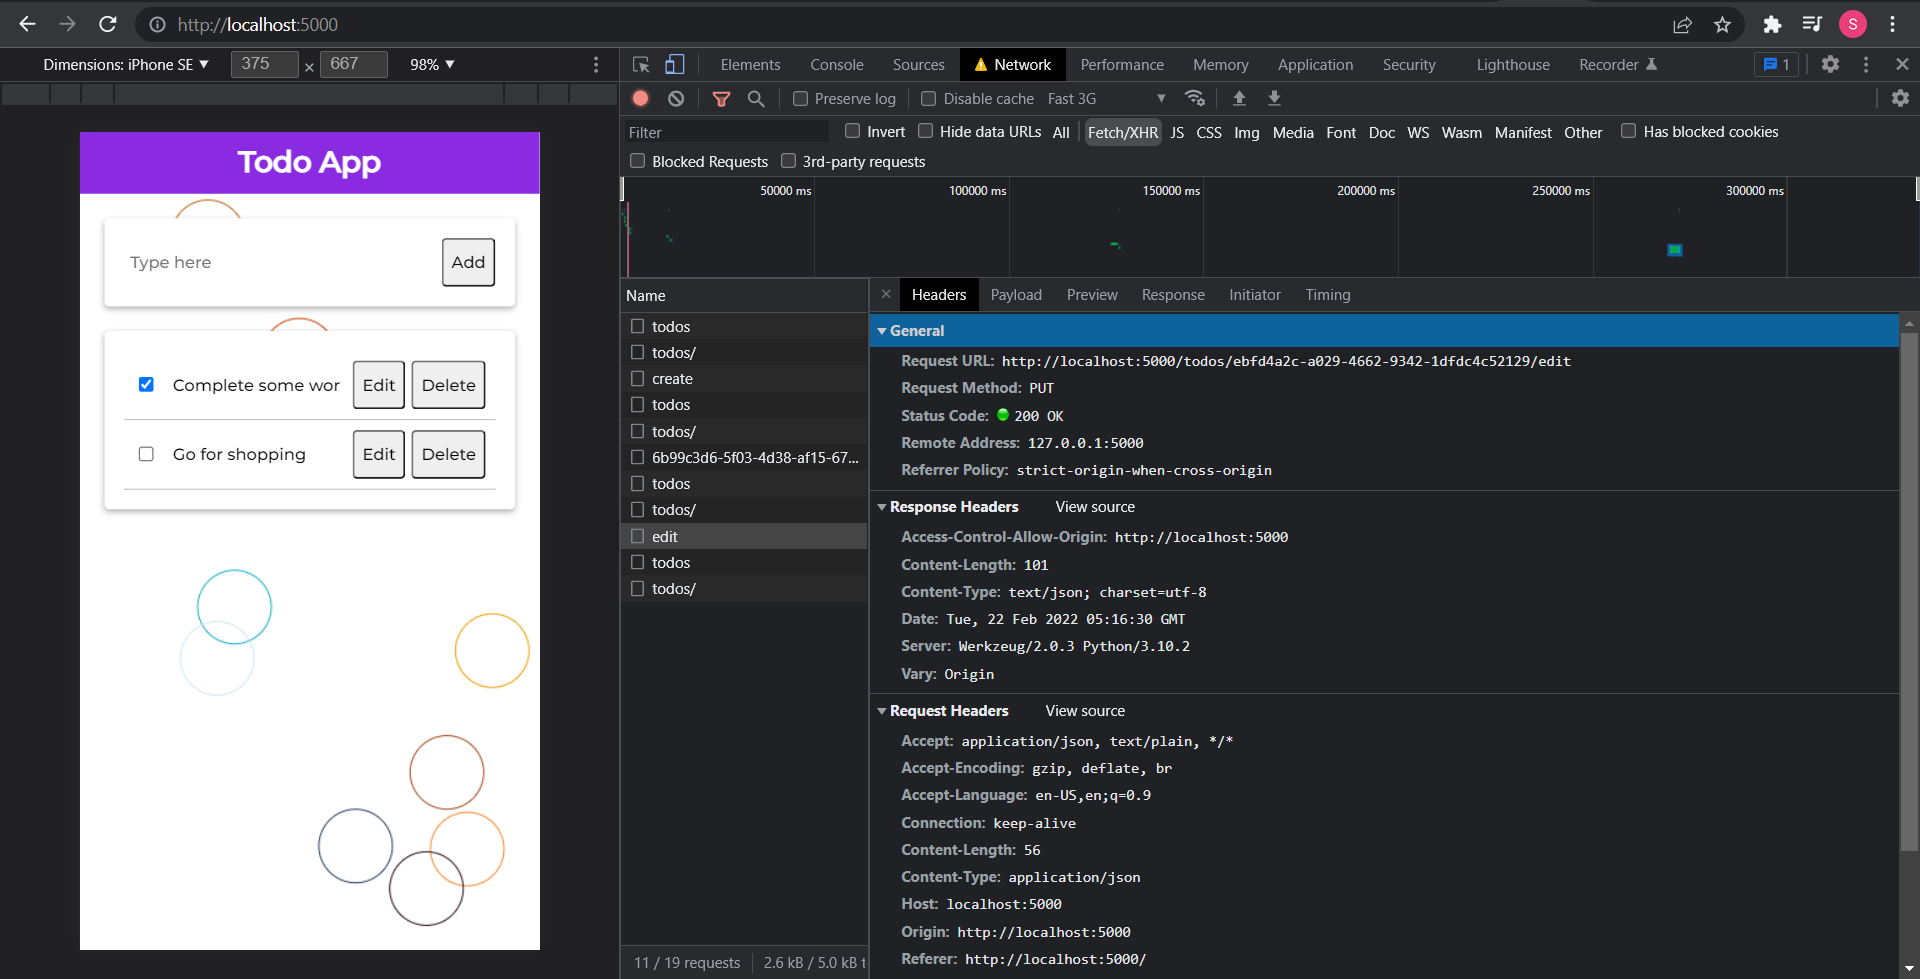 http://localhost:5000
S
Dimensions: iPhone SE ▼ 375 × 667 98% ▼
Elements Console Sources Network Performance Memory Application Security Lighthouse Recorder 1
Preserve log Disable cache Fast 3G ▼
Filter Invert Hide data URLs All Fetch/XHR JS CSS Img Media Font Doc WS Wasm Manifest Other Has blocked cookies
Blocked Requests 3rd-party requests
50000 ms 100000 ms 150000 ms 200000 ms 250000 ms 300000 ms
Todo App
Type here Add
Complete some wor Edit Delete
Go for shopping Edit Delete
Name
todos
todos/
create
todos
todos/
6b99c3d6-5f03-4d38-af15-67...
todos
todos/
edit
todos
todos/
11 / 19 requests 2.6 kB / 5.0 kB t
× Headers Payload Preview Response Initiator Timing
General
Request URL: http://localhost:5000/todos/ebfd4a2c-a029-4662-9342-1dfdc4c52129/edit
Request Method: PUT
Status Code: 200 OK
Remote Address: 127.0.0.1:5000
Referrer Policy: strict-origin-when-cross-origin
Response Headers View source
Access-Control-Allow-Origin: http://localhost:5000
Content-Length: 101
Content-Type: text/json; charset=utf-8
Date: Tue, 22 Feb 2022 05:16:30 GMT
Server: Werkzeug/2.0.3 Python/3.10.2
Vary: Origin
Request Headers View source
Accept: application/json, text/plain, */*
Accept-Encoding: gzip, deflate, br
Accept-Language: en-US,en;q=0.9
Connection: keep-alive
Content-Length: 56
Content-Type: application/json
Host: localhost:5000
Origin: http://localhost:5000
Referer: http://localhost:5000/